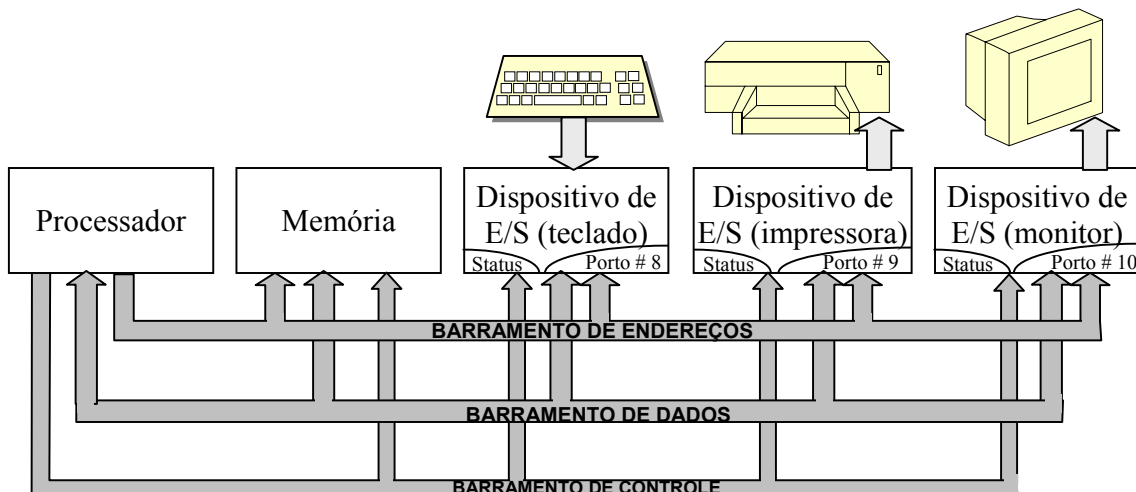 Processador
Memória
Dispositivo de
E/S (teclado)
Status
Porto # 8
Dispositivo de
E/S (impressora)
Status
Porto # 9
Dispositivo de
E/S (monitor)
Status
Porto # 10
BARRAMENTO DE ENDEREÇOS
BARRAMENTO DE DADOS
BARRAMENTO DE CONTROLE